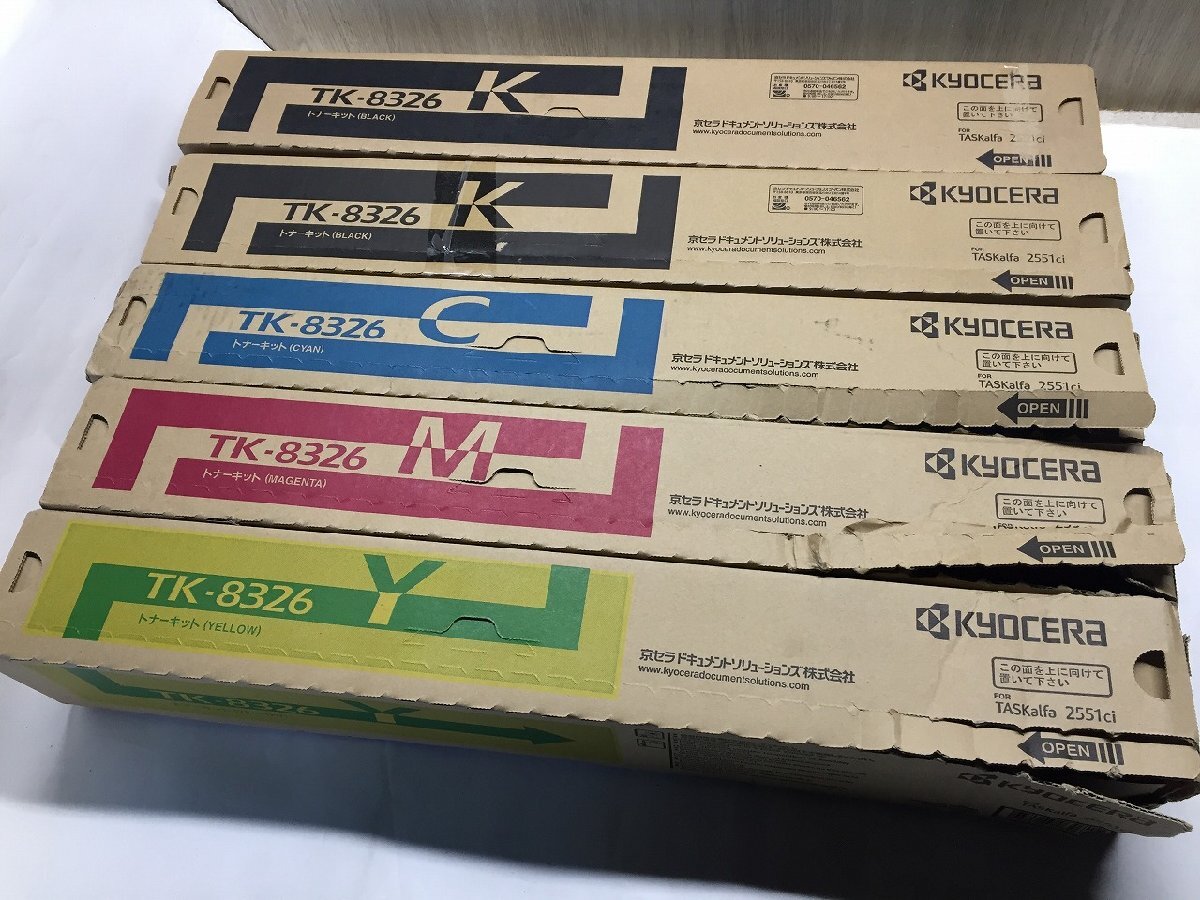 TK-8326 K
トナーキット(BLACK)
0570-046562
京セラドキュメントソリューションズ株式会社
www.kyoceradocumentsolutions.com
KYOCERA
この面を上に向けて
置いて下さい
FOR
TASKalfa 2551ci
OPEN
TK-8326 K
トナーキット(BLACK)
0570-046562
京セラドキュメントソリューションズ株式会社
www.kyoceradocumentsolutions.com
KYOCERA
この面を上に向けて
置いて下さい
FOR
TASKalfa 2551ci
OPEN
TK-8326 C
トナーキット(CYAN)
京セラドキュメントソリューションズ株式会社
www.kyoceradocumentsolutions.com
KYOCERA
この面を上に向けて
置いて下さい
FOR
TASKalfa 2551ci
OPEN
TK-8326 M
トナーキット(MAGENTA)
京セラドキュメントソリューションズ株式会社
www.kyoceradocumentsolutions.com
KYOCERA
この面を上に向けて
置いて下さい
OPEN
TK-8326 Y
トナーキット(YELLOW)
京セラドキュメントソリューションズ株式会社
www.kyoceradocumentsolutions.com
KYOCERA
この面を上に向けて
置いて下さい
FOR
TASKalfa 2551ci
OPEN
TK-8326 Y
KYOCERA
TASKalfa